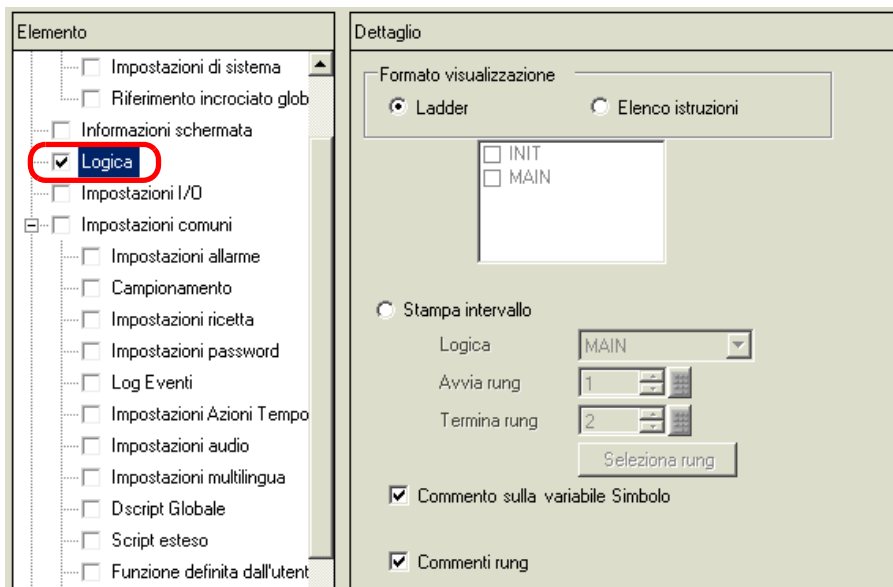 Elemento
Impostazioni di sistema
Riferimento incrociato glob
Informazioni schermata
Logica
Impostazioni I/O
Impostazioni comuni
Impostazioni allarme
Campionamento
Impostazioni ricetta
Impostazioni password
Log Eventi
Impostazioni Azioni Tempo
Impostazioni audio
Impostazioni multilingua
Dscript Globale
Script esteso
Funzione definita dall'utent
Dettaglio
Formato visualizzazione
Ladder Elenco istruzioni
INIT
MAIN
Stampa intervallo
Logica MAIN
Avvia rung 1
Termina rung 2
Seleziona rung
Commento sulla variabile Simbolo
Commenti rung